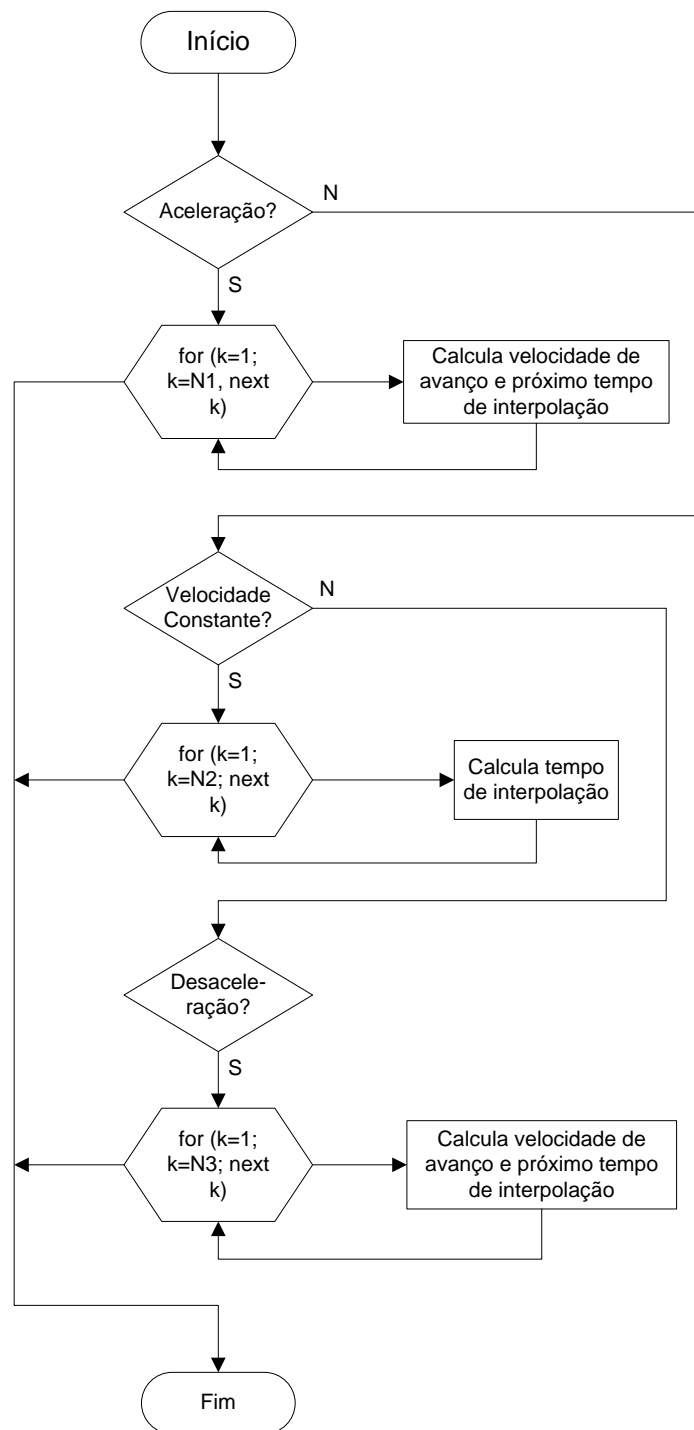 Início
Aceleração?
N
S
for (k=1;
k=N1, next
k)
Calcula velocidade de
avanço e próximo tempo
de interpolação
Velocidade
Constante?
N
S
for (k=1;
k=N2; next
k)
Calcula tempo
de interpolação
Desacele-
ração?
S
for (k=1;
k=N3; next
k)
Calcula velocidade de
avanço e próximo tempo
de interpolação
Fim